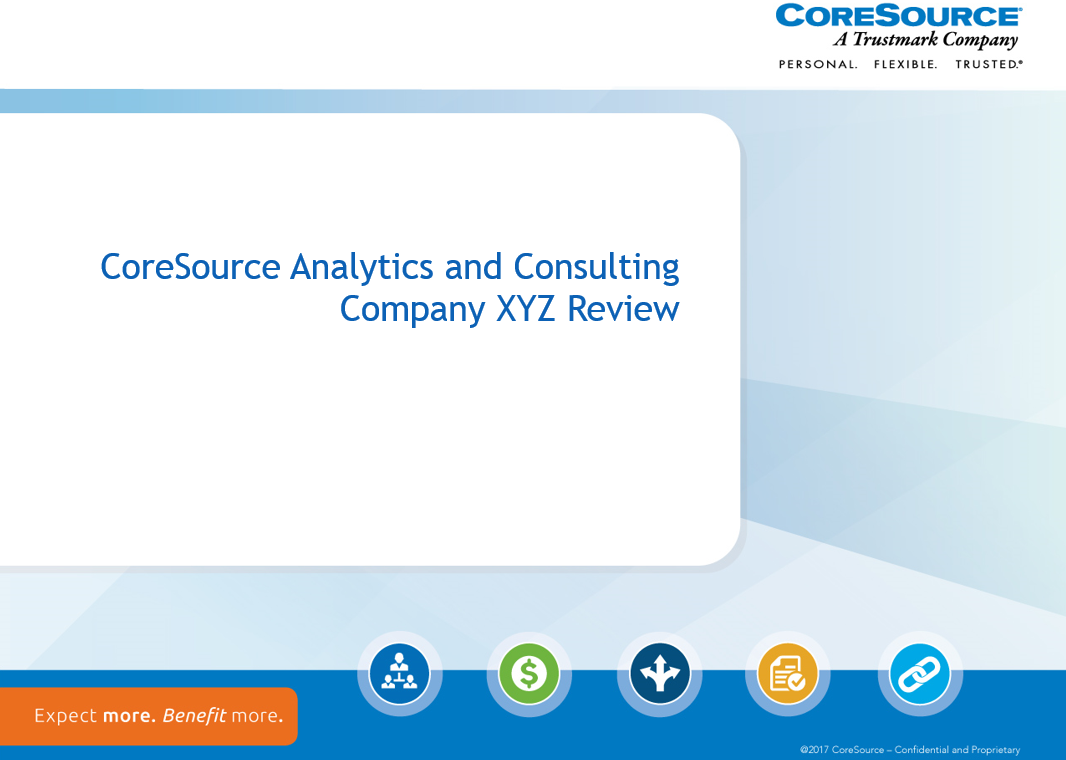 CORESOURCE®
A Trustmark Company
PERSONAL. FLEXIBLE. TRUSTED.®
CoreSource Analytics and Consulting
Company XYZ Review
$
Expect more. Benefit more.
@2017 CoreSource – Confidential and Proprietary